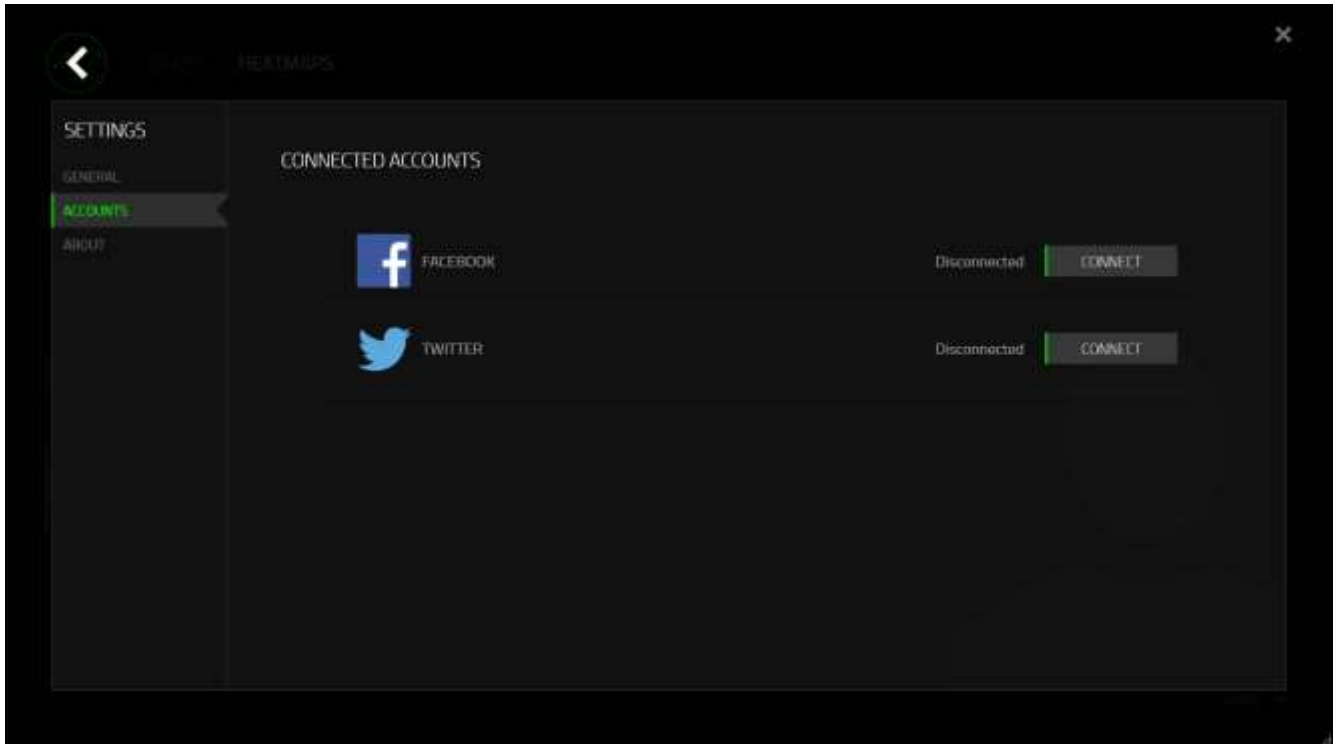 HEATMAPS
SETTINGS
GENERAL
ACCOUNTS
ABOUT
CONNECTED ACCOUNTS
FACEBOOK Disconnected CONNECT
TWITTER Disconnected CONNECT